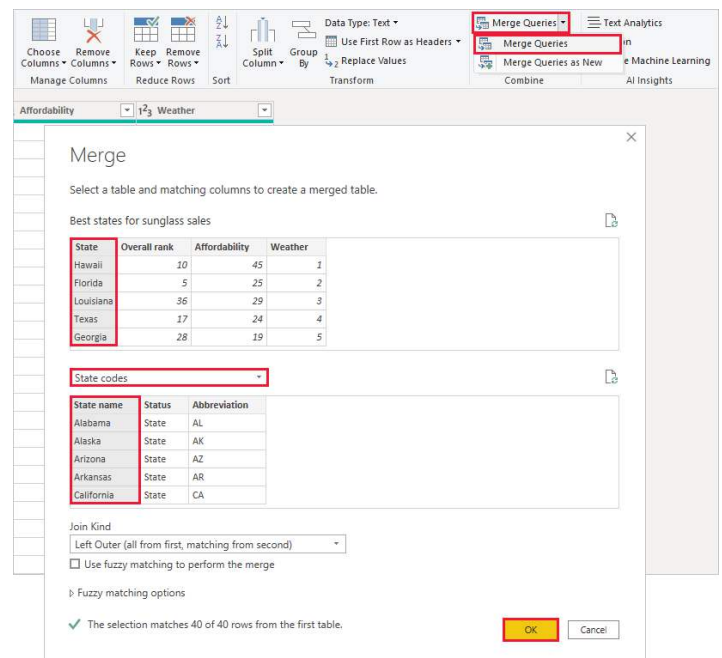 Choose Columns Remove Columns Keep Rows Remove Rows Split Column Group By Data Type: Text Merge Queries Text Analytics
Use First Row as Headers Merge Queries on
Replace Values Merge Queries as New e Machine Learning
Manage Columns Reduce Rows Sort Transform Combine AI Insights
Affordability 123 Weather
Merge
Select a table and matching columns to create a merged table.
Best states for sunglass sales
State Overall rank Affordability Weather
Hawaii 10 45 1
Florida 5 25 2
Louisiana 36 29 3
Texas 17 24 4
Georgia 28 19 5
State codes
State name Status Abbreviation
Alabama State AL
Alaska State AK
Arizona State AZ
Arkansas State AR
California State CA
Join Kind
Left Outer (all from first, matching from second)
Use fuzzy matching to perform the merge
Fuzzy matching options
The selection matches 40 of 40 rows from the first table.
OK Cancel